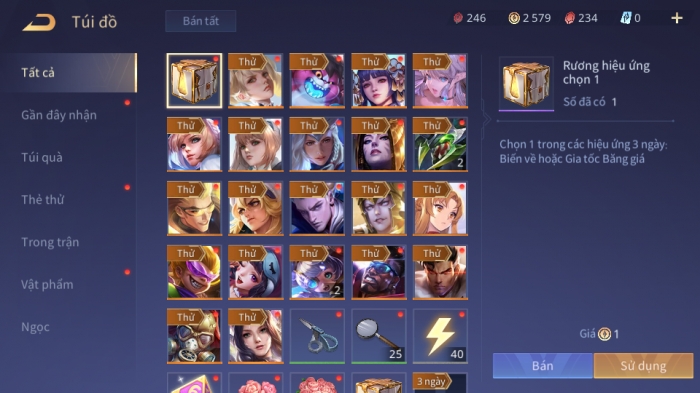 Túi đồ
Bán tất
246
2 579
234
0
+
Tất cả
Gần đây nhận
Túi quà
Thẻ thử
Trong trận
Vật phẩm
Ngọc
Thử Thử Thử Thử
Thử Thử Thử Thử
2
Thử Thử Thử Thử Thử
Thử Thử Thử Thử Thử
2
Thử Thử
25
40
3 ngày
Rương hiệu ứng
chọn 1
Số đã có 1
Chọn 1 trong các hiệu ứng 3 ngày:
Biến về hoặc Gia tốc Băng giá
Giá 1
Bán
Sử dụng